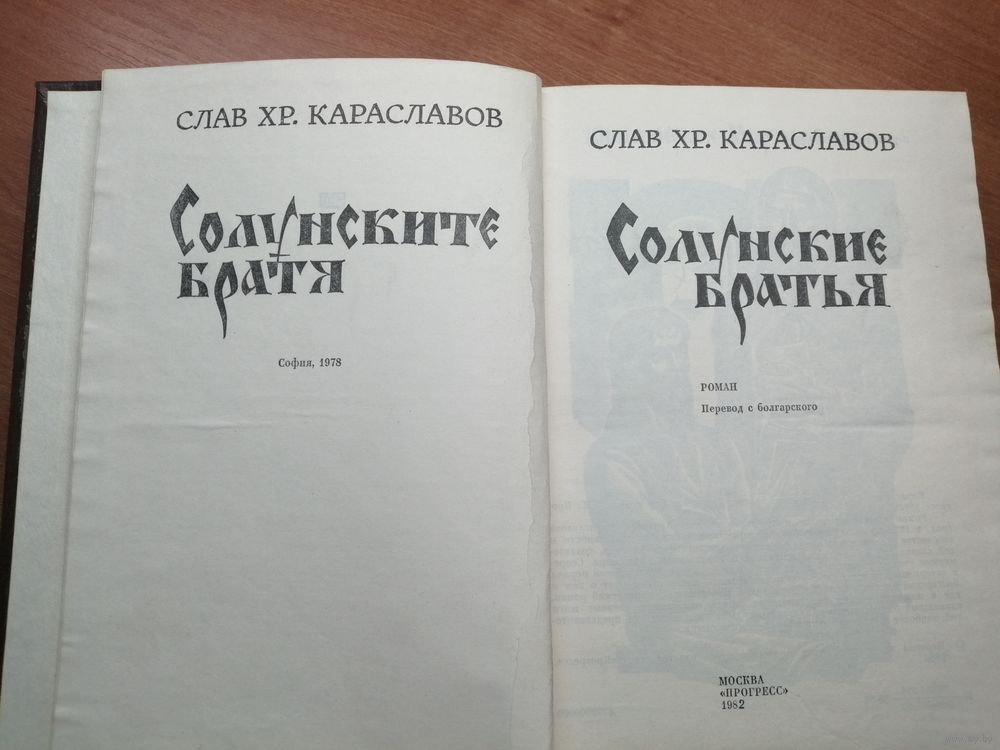 СЛАВ ХР. КАРАСЛАВОВ
Солунските
братя
София, 1978
СЛАВ ХР. КАРАСЛАВОВ
Солунские
братья
РОМАН
Перевод с болгарского
МОСКВА
«ПРОГРЕСС»
1982